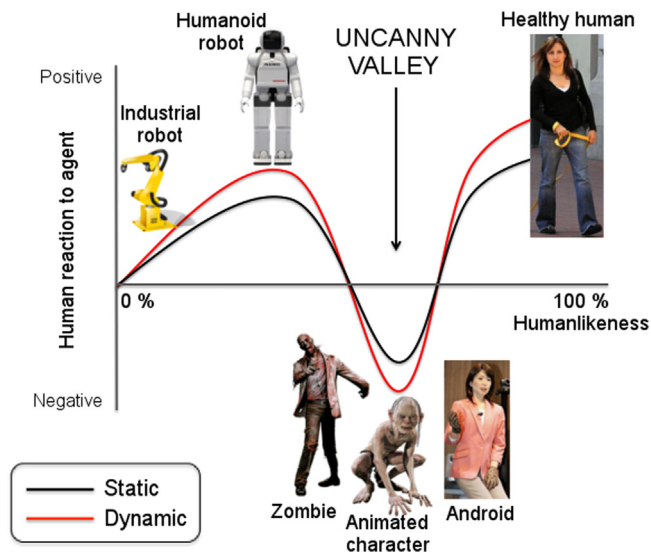 Humanoid
robot
UNCANNY
VALLEY
Healthy human
Positive
Industrial
robot
Human reaction to agent
0 %
100 %
Humanlikeness
Negative
Static
Dynamic
Zombie
Animated
character
Android